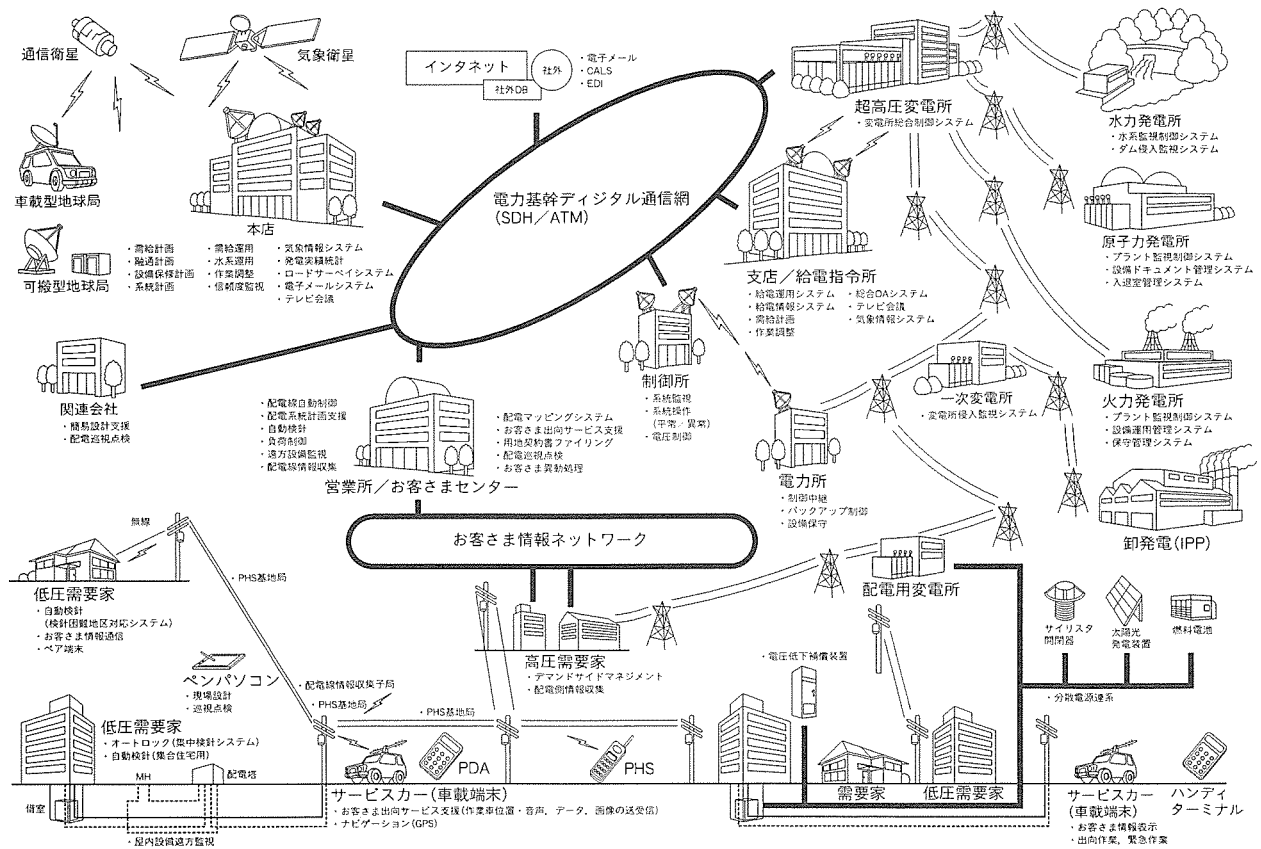 通信衛星
気象衛星
インタネット
社外
社外DB
・電子メール
・CALS
・EDI
超高圧変電所
・変電所総合制御システム
水力発電所
・水系監視制御システム
・ダム侵入監視システム
車載型地球局
本店
電力基幹ディジタル通信網
(SDH／ATM)
可搬型地球局
・需給計画
・融通計画
・設備保修計画
・系統計画
・需給運用
・水系運用
・作業調整
・信頼度監視
・気象情報システム
・発電実績統計
・ロードサーベイシステム
・電子メールシステム
・テレビ会議
支店／給電指令所
・給電運用システム
・給電情報システム
・需給計画
・作業調整
・総合OAシステム
・テレビ会議
・気象情報システム
原子力発電所
・プラント監視制御システム
・設備ドキュメント管理システム
・入退室管理システム
関連会社
・簡易設計支援
・配電巡視点検
制御所
・系統監視
・系統操作
(平常／異常)
・電圧制御
一次変電所
・変電所侵入監視システム
火力発電所
・プラント監視制御システム
・設備運用管理システム
・保守管理システム
・配電線自動制御
・配電系統計画支援
・自動検針
・負荷制御
・遠方設備監視
・配電線情報収集
・配電マッピングシステム
・お客さま出向サービス支援
・用地契約書ファイリング
・配電巡視点検
・お客さま異動処理
営業所／お客さまセンター
電力所
・制御中継
・バックアップ制御
・設備保守
卸発電(IPP)
お客さま情報ネットワーク
無線
・PHS基地局
低圧需要家
・自動検針
(検針困難地区対応システム)
・お客さま情報通信
・ペア端末
配電用変電所
サイリスタ
開閉器
太陽光
発電装置
燃料電池
高圧需要家
・デマンドサイドマネジメント
・配電側情報収集
・電圧低下補償装置
・分散電源連系
ペンパソコン
・現場設計
・巡視点検
・配電線情報収集子局
・PHS基地局
・PHS基地局
低圧需要家
・オートロック(集中検針システム)
・自動検針(集合住宅用)
MH
配電塔
借室
・屋内設備遠方監視
PDA
PHS
サービスカー(車載端末)
・お客さま出向サービス支援(作業車位置・音声，データ，画像の送受信)
・ナビゲーション(GPS)
需要家
低圧需要家
サービスカー
(車載端末)
・お客さま情報表示
・出向作業，緊急作業
ハンディ
ターミナル